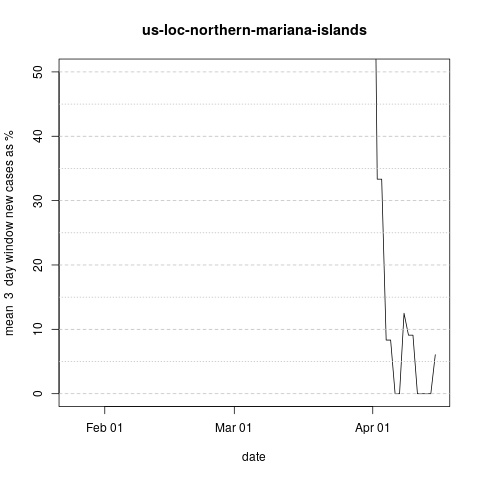 us-loc-northern-mariana-islands
mean  3  day window new cases as %
50
40
30
20
10
0
Feb 01
Mar 01
Apr 01
date